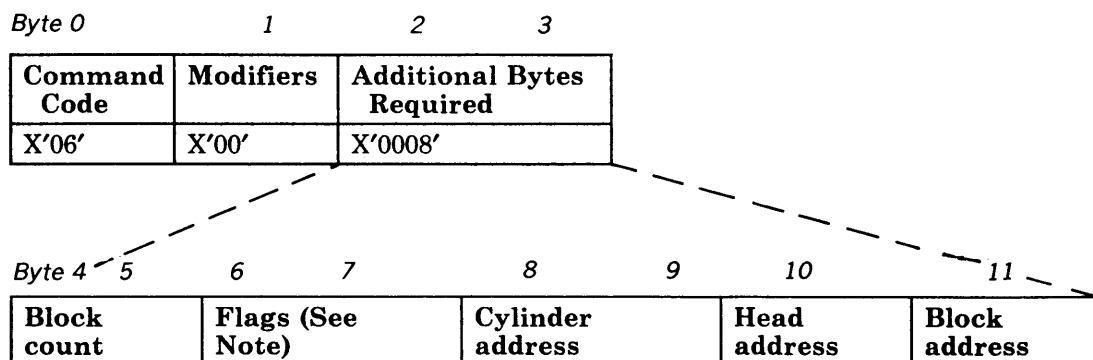 Byte 0 1 2 3
Command Code Modifiers Additional Bytes Required
X'06' X'00' X'0008'
Byte 4 5 6 7 8 9 10 11
Block count Flags (See Note) Cylinder address Head address Block address